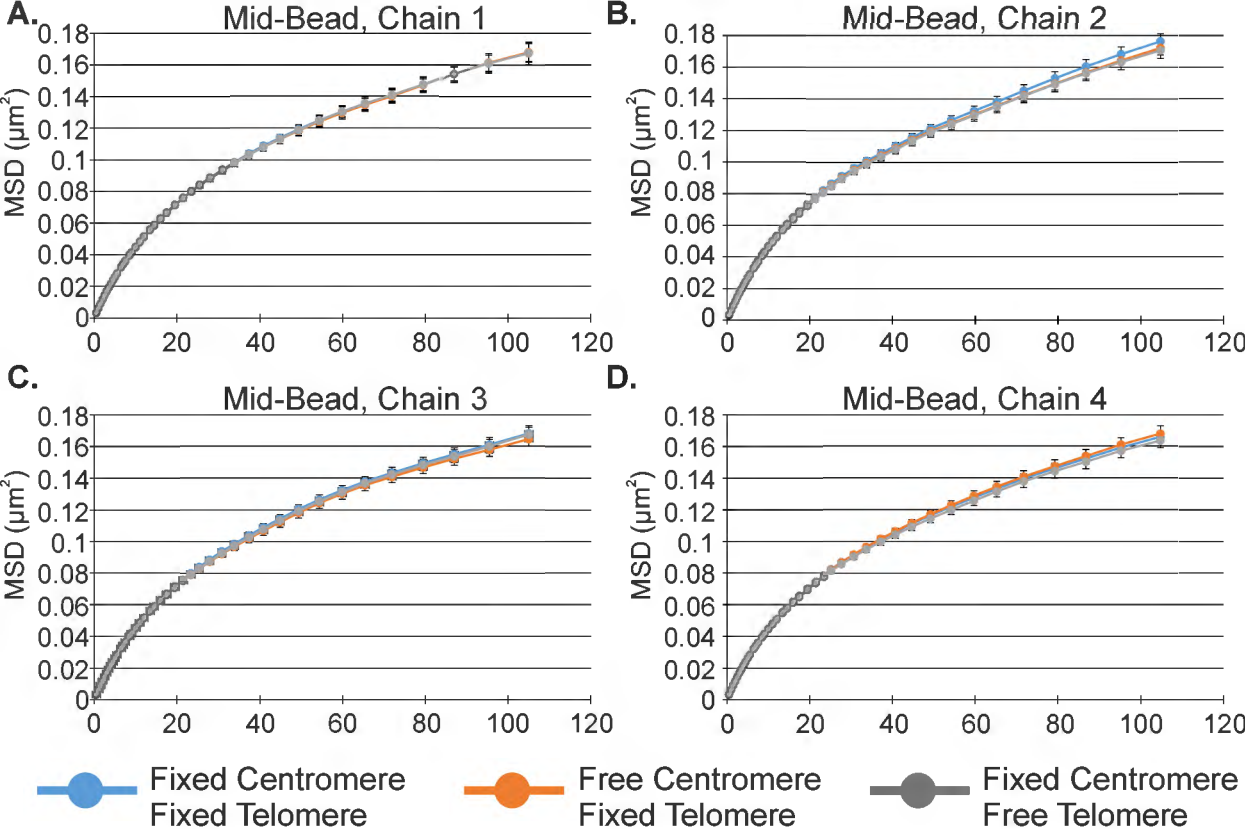 A.
Mid-Bead, Chain 1
0.18
0.16
0.14
0.12
0.1
0.08
0.06
0.04
0.02
0
MSD (µm²)
0 20 40 60 80 100 120
B.
Mid-Bead, Chain 2
0.18
0.16
0.14
0.12
0.1
0.08
0.06
0.04
0.02
0
MSD (µm²)
0 20 40 60 80 100 120
C.
Mid-Bead, Chain 3
0.18
0.16
0.14
0.12
0.1
0.08
0.06
0.04
0.02
0
MSD (µm²)
0 20 40 60 80 100 120
D.
Mid-Bead, Chain 4
0.18
0.16
0.14
0.12
0.1
0.08
0.06
0.04
0.02
0
MSD (µm²)
0 20 40 60 80 100 120
Fixed Centromere
Fixed Telomere
Free Centromere
Fixed Telomere
Fixed Centromere
Free Telomere